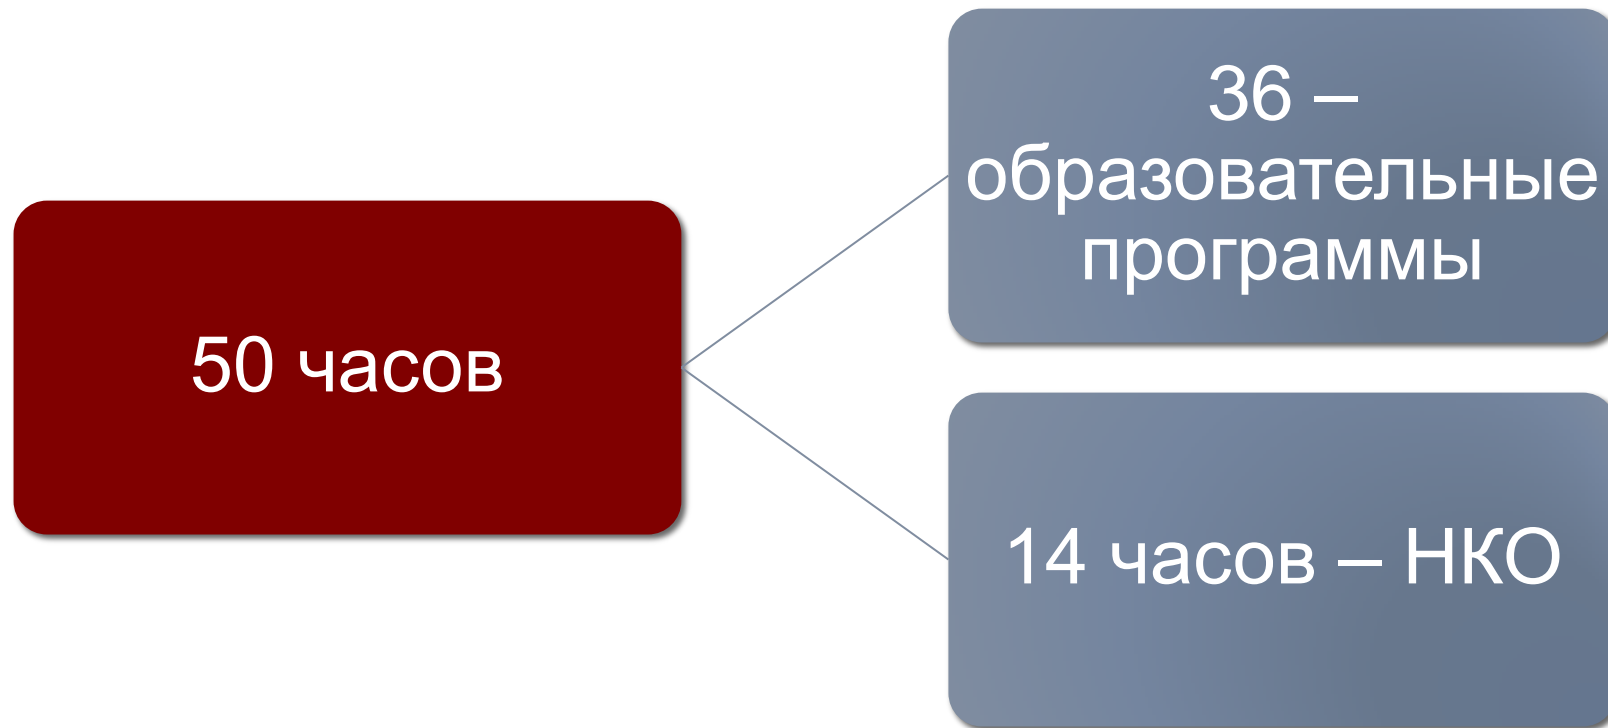 50 часов
36 –
образовательные
программы
14 часов – НКО